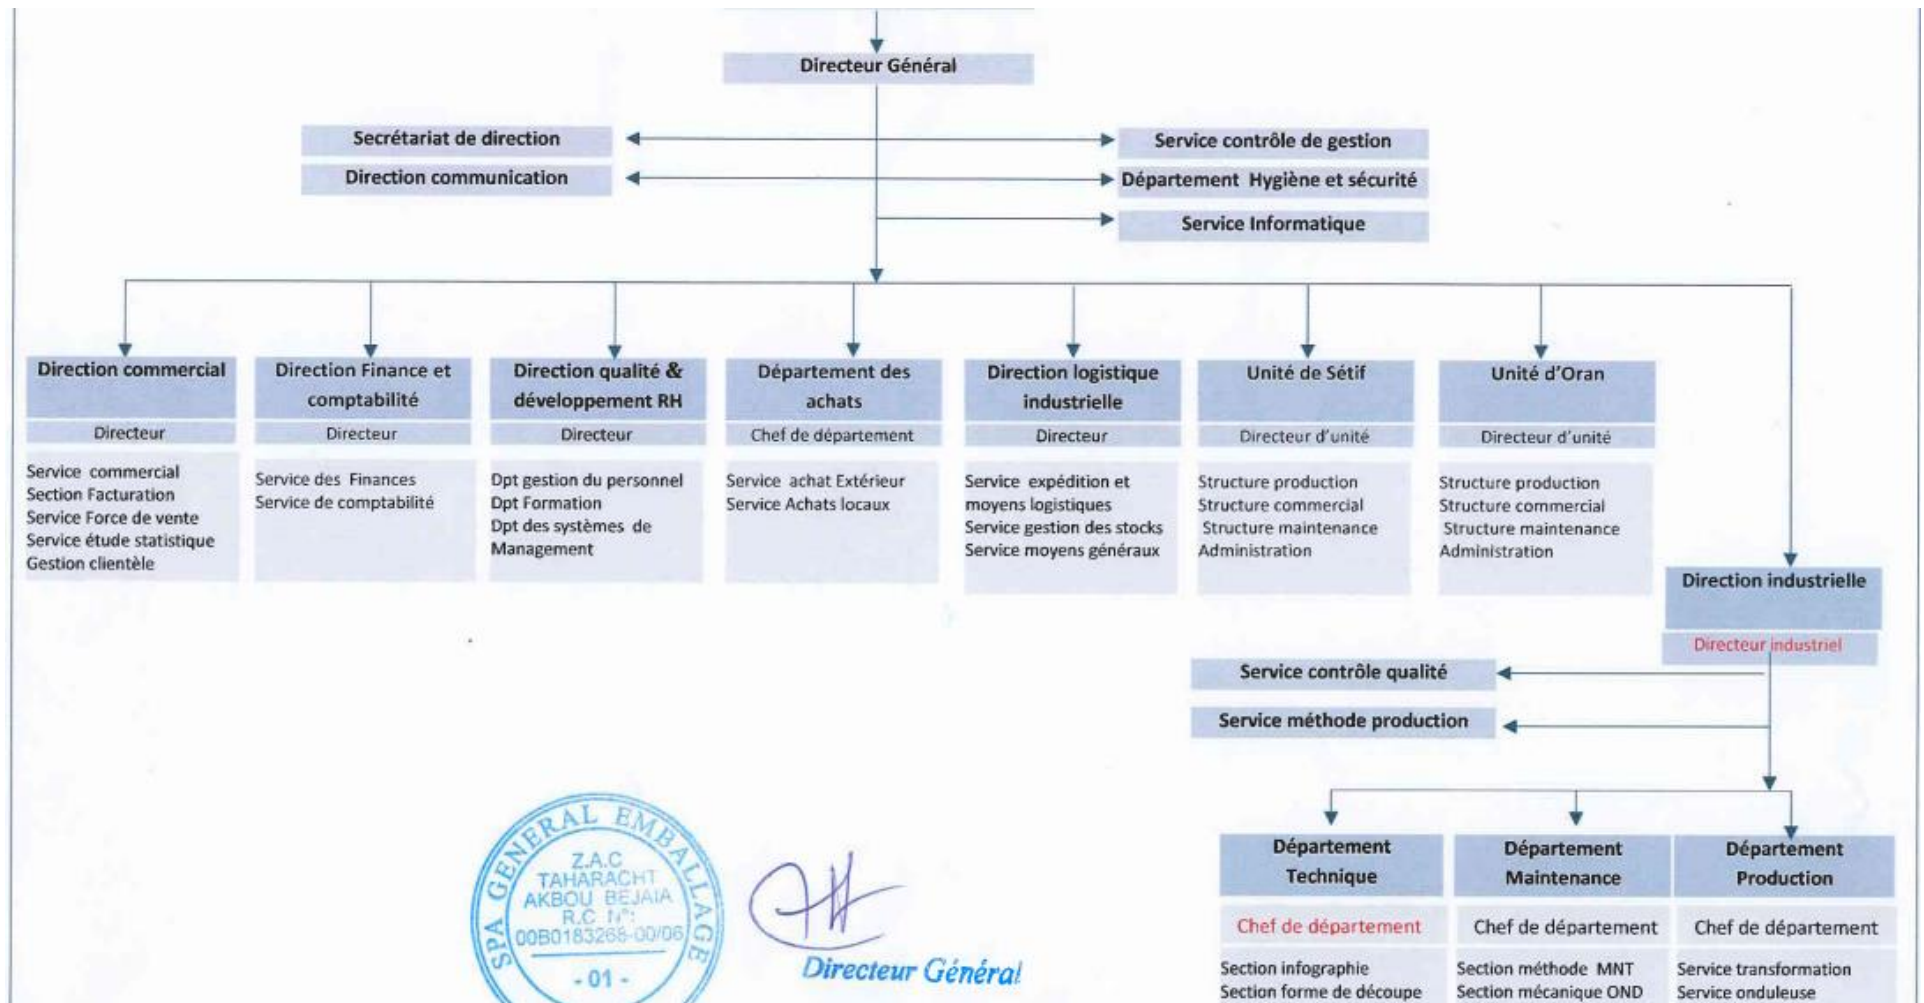 Directeur Général
Secrétariat de direction
Service contrôle de gestion
Direction communication
Département Hygiène et sécurité
Service Informatique
Direction commercial
Directeur
Service commercial
Section Facturation
Service Force de vente
Service étude statistique
Gestion clientèle
Direction Finance et
comptabilité
Directeur
Service des Finances
Service de comptabilité
Direction qualité &
développement RH
Directeur
Dpt gestion du personnel
Dpt Formation
Dpt des systèmes de
Management
Département des
achats
Chef de département
Service achat Extérieur
Service Achats locaux
Direction logistique
industrielle
Directeur
Service expédition et
moyens logistiques
Service gestion des stocks
Service moyens généraux
Unité de Sétif
Directeur d'unité
Structure production
Structure commercial
Structure maintenance
Administration
Unité d'Oran
Directeur d'unité
Structure production
Structure commercial
Structure maintenance
Administration
Direction industrielle
Directeur industriel
Service contrôle qualité
Service méthode production
Département
Technique
Chef de département
Section infographie
Section forme de découpe
Département
Maintenance
Chef de département
Section méthode MNT
Section mécanique OND
Département
Production
Chef de département
Service transformation
Service onduleuse
SPA GENERAL EMBALLAGE
Z.A.C
TAHARACHT
AKBOU BEJAIA
R.C N°:
00B0183268-00/06
- 01 -
Directeur Général